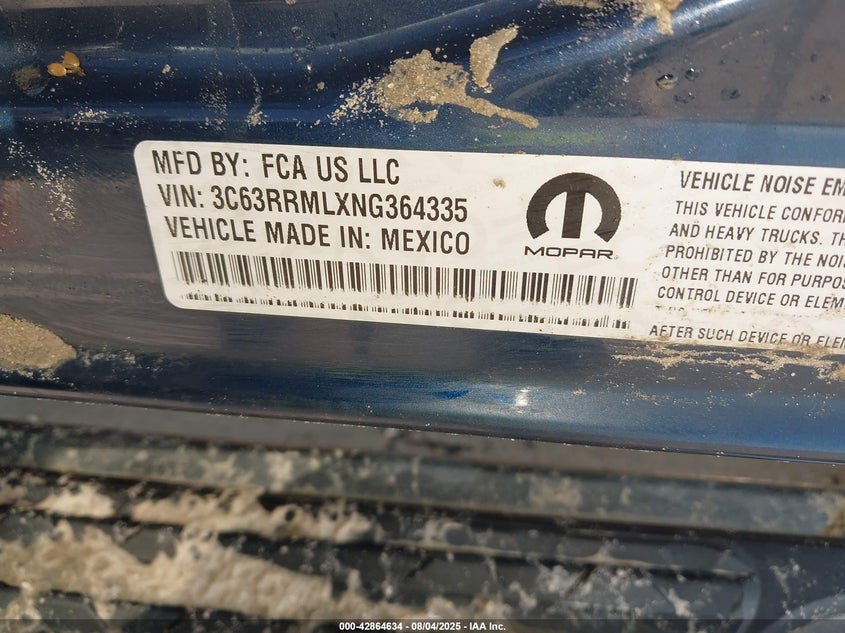 MFD BY: FCA US LLC
VIN: 3C63RRMLXNG364335
VEHICLE MADE IN: MEXICO
MOPAR
VEHICLE NOISE EM
THIS VEHICLE CONFOR
AND HEAVY TRUCKS. TH
PROHIBITED BY THE NOI
OTHER THAN FOR PURPOS
CONTROL DEVICE OR ELEM
AFTER SUCH DEVICE OR ELEM
000-42864634 - 08/04/2025 - IAA Inc.